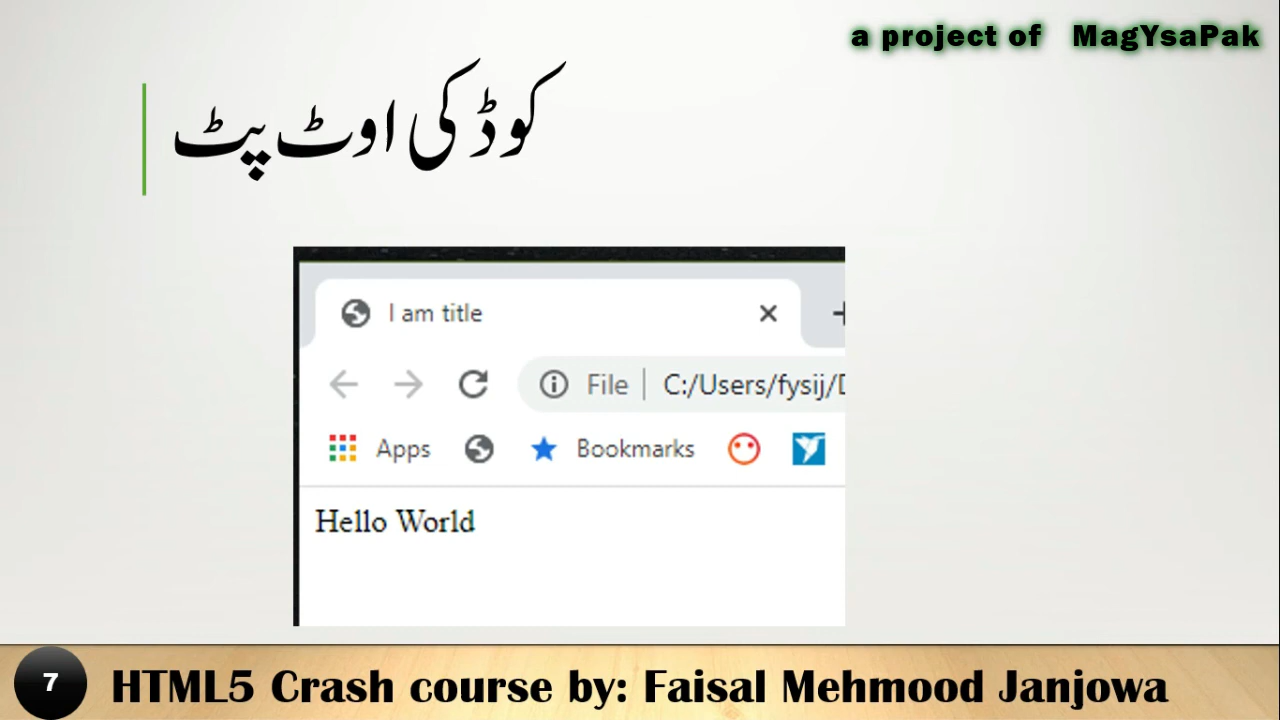 a project of MagYsaPak
کوڈ کی اوٹ پٹ
I am title
File C:/Users/fysij/D
Apps Bookmarks
Hello World
7 HTML5 Crash course by: Faisal Mehmood Janjowa